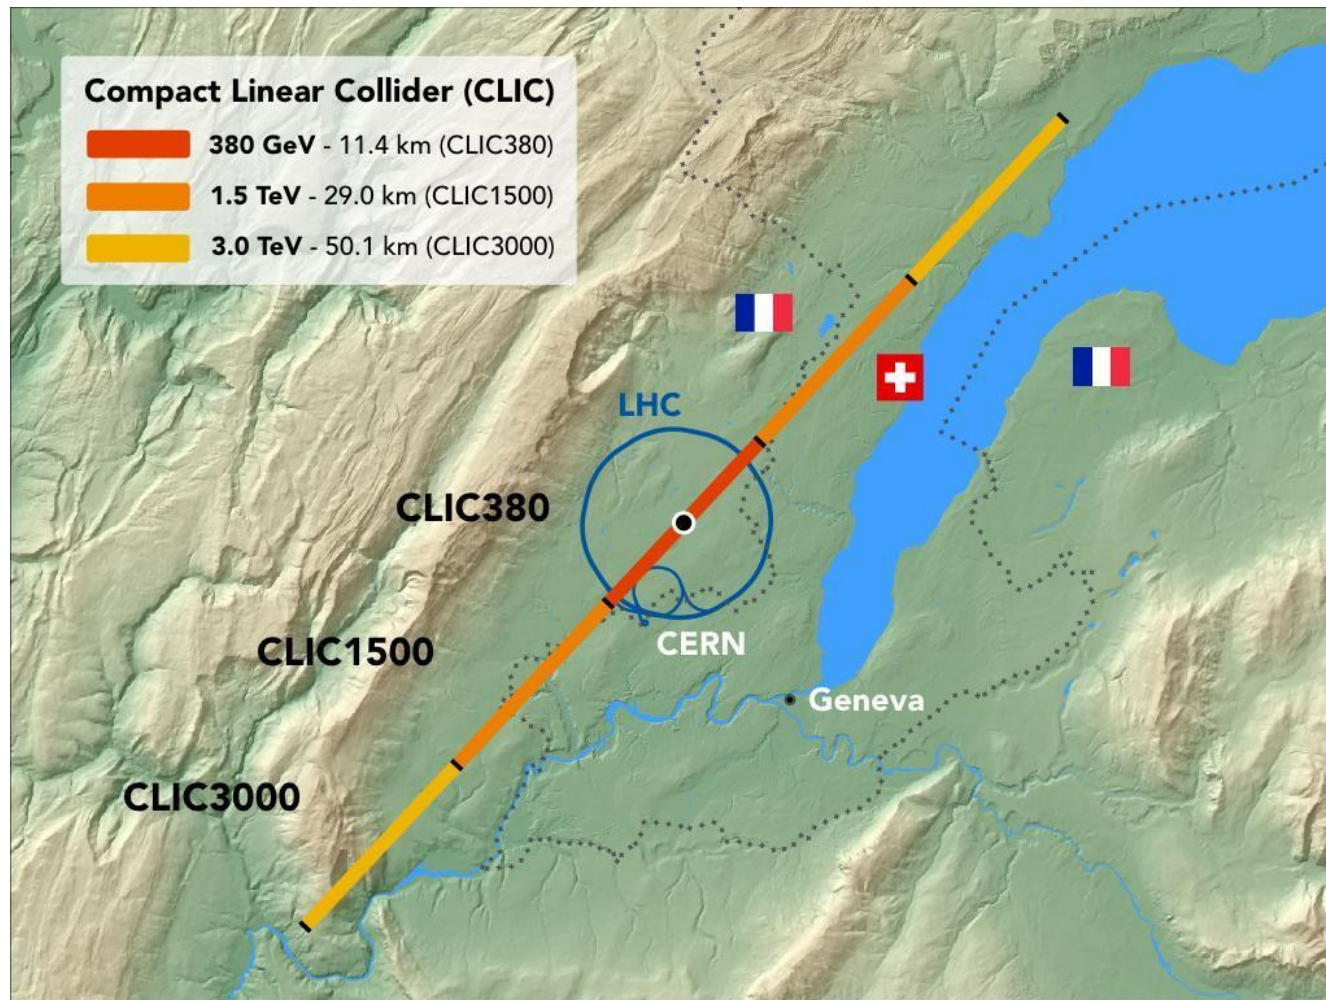 Compact Linear Collider (CLIC)
380 GeV - 11.4 km (CLIC380)
1.5 TeV - 29.0 km (CLIC1500)
3.0 TeV - 50.1 km (CLIC3000)
LHC
CLIC380
CLIC1500
CERN
Geneva
CLIC3000